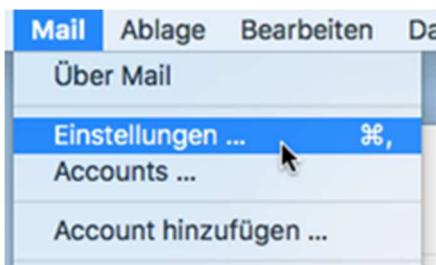 Mail Ablage Bearbeiten Da
Über Mail
Einstellungen ... ⌘,
Accounts ...
Account hinzufügen ...